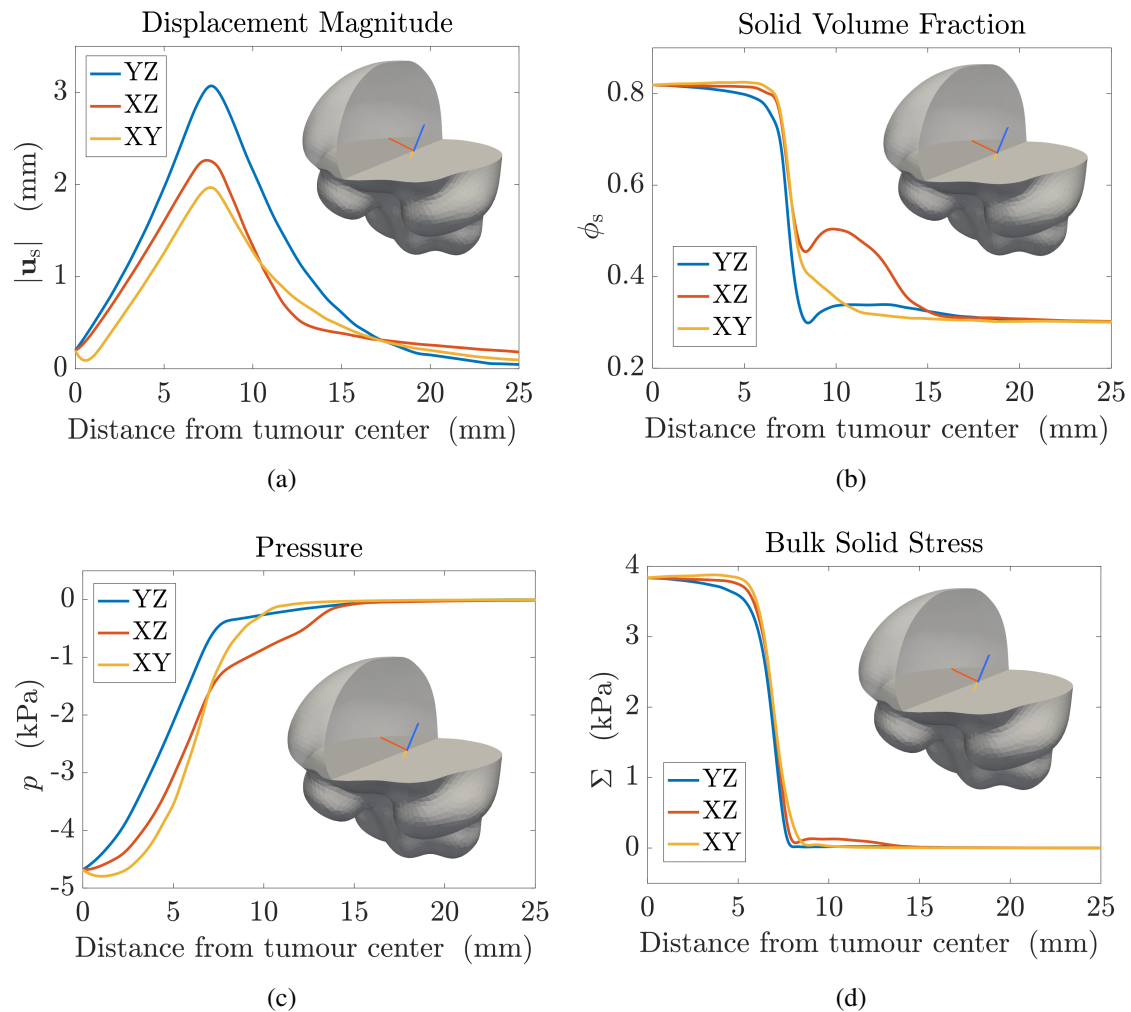 Displacement Magnitude
YZ
XZ
XY
3
2
1
0
|u_s| (mm)
0 5 10 15 20 25
Distance from tumour center (mm)
(a)
Solid Volume Fraction
0.8
0.6
0.4
0.2
ϕ_s
YZ
XZ
XY
0 5 10 15 20 25
Distance from tumour center (mm)
(b)
Pressure
YZ
XZ
XY
0
-1
-2
-3
-4
-5
p (kPa)
0 5 10 15 20 25
Distance from tumour center (mm)
(c)
Bulk Solid Stress
4
3
2
1
0
Σ (kPa)
YZ
XZ
XY
0 5 10 15 20 25
Distance from tumour center (mm)
(d)